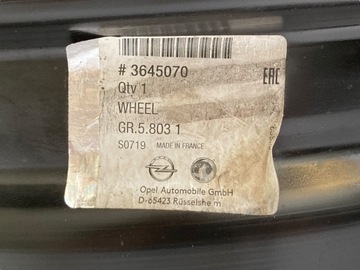 # 3645070
EAC
Qty 1
WHEEL
GR.5.803 1
S0719 MADE IN FRANCE
Opel Automobile GmbH
D-65423 Rüsselsheim